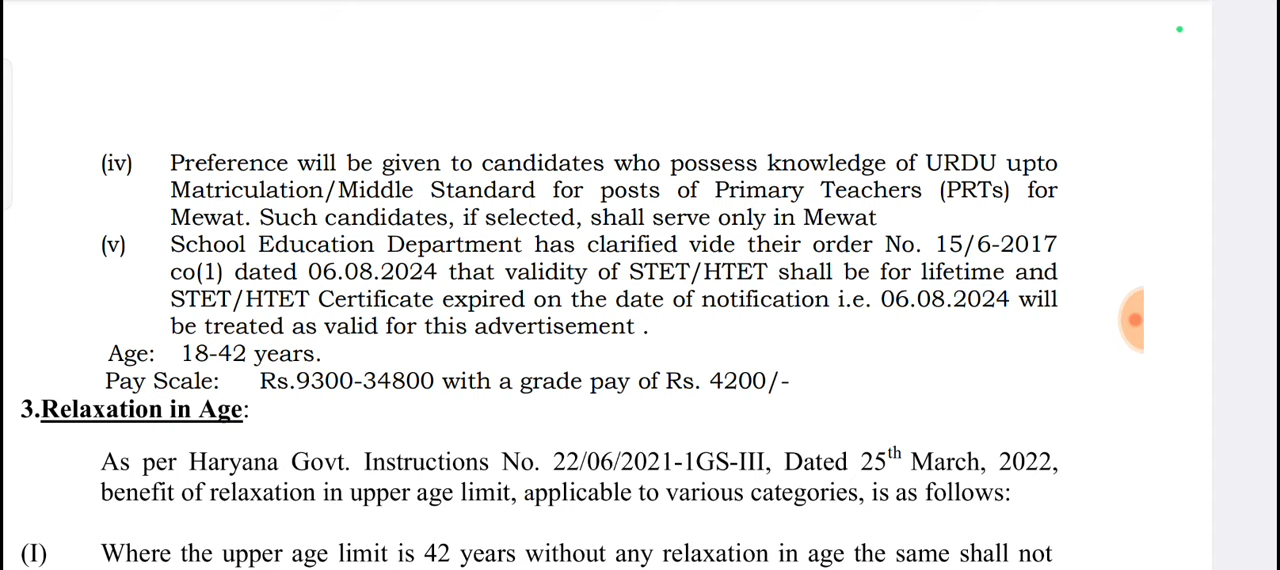 (iv) Preference will be given to candidates who possess knowledge of URDU upto
Matriculation/Middle Standard for posts of Primary Teachers (PRTs) for
Mewat. Such candidates, if selected, shall serve only in Mewat
(v) School Education Department has clarified vide their order No. 15/6-2017
co(1) dated 06.08.2024 that validity of STET/HTET shall be for lifetime and
STET/HTET Certificate expired on the date of notification i.e. 06.08.2024 will
be treated as valid for this advertisement .
Age: 18-42 years.
Pay Scale: Rs.9300-34800 with a grade pay of Rs. 4200/-
3.Relaxation in Age:
As per Haryana Govt. Instructions No. 22/06/2021-1GS-III, Dated 25th March, 2022,
benefit of relaxation in upper age limit, applicable to various categories, is as follows:
(I) Where the upper age limit is 42 years without any relaxation in age the same shall not